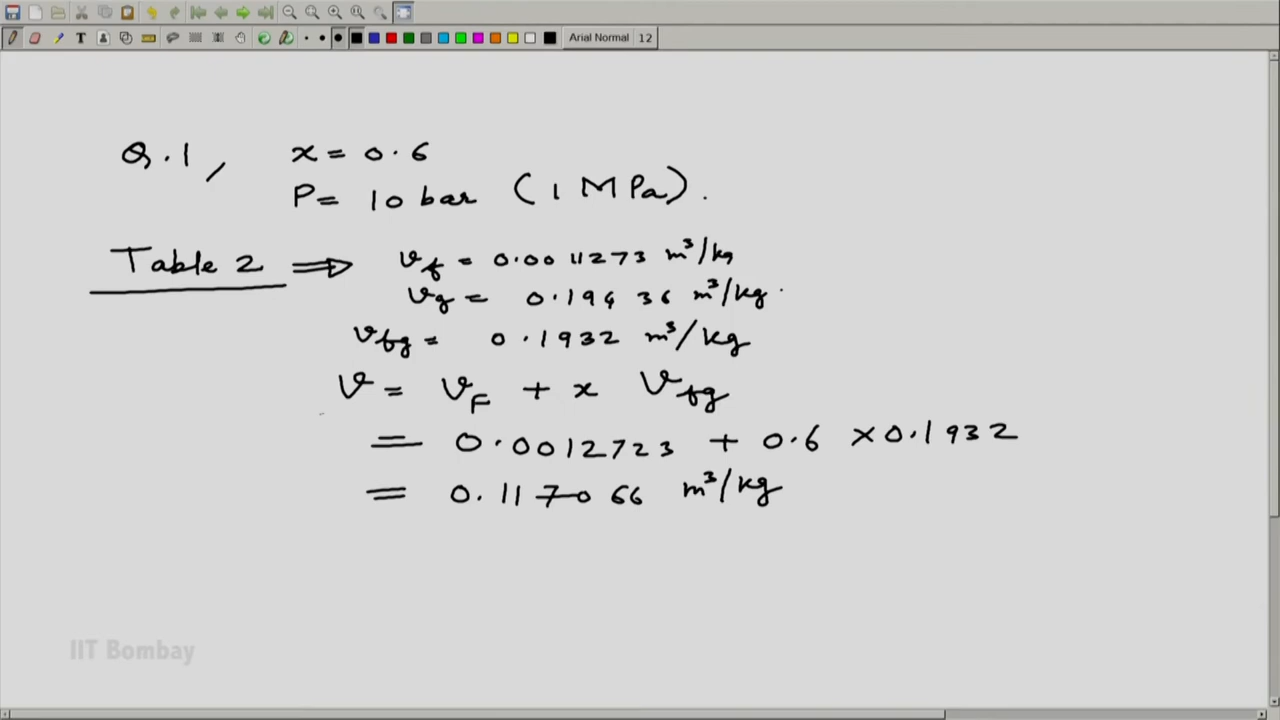 Arial Normal 12
Q.1, x = 0.6
P = 10 bar (1 MPa).
Table 2 ⇒ v_f = 0.0011273 m³/kg
v_g = 0.19436 m³/kg.
v_fg = 0.1932 m³/kg
v = v_F + x v_fg
= 0.0012723 + 0.6 × 0.1932
= 0.117066 m³/kg
IIT Bombay